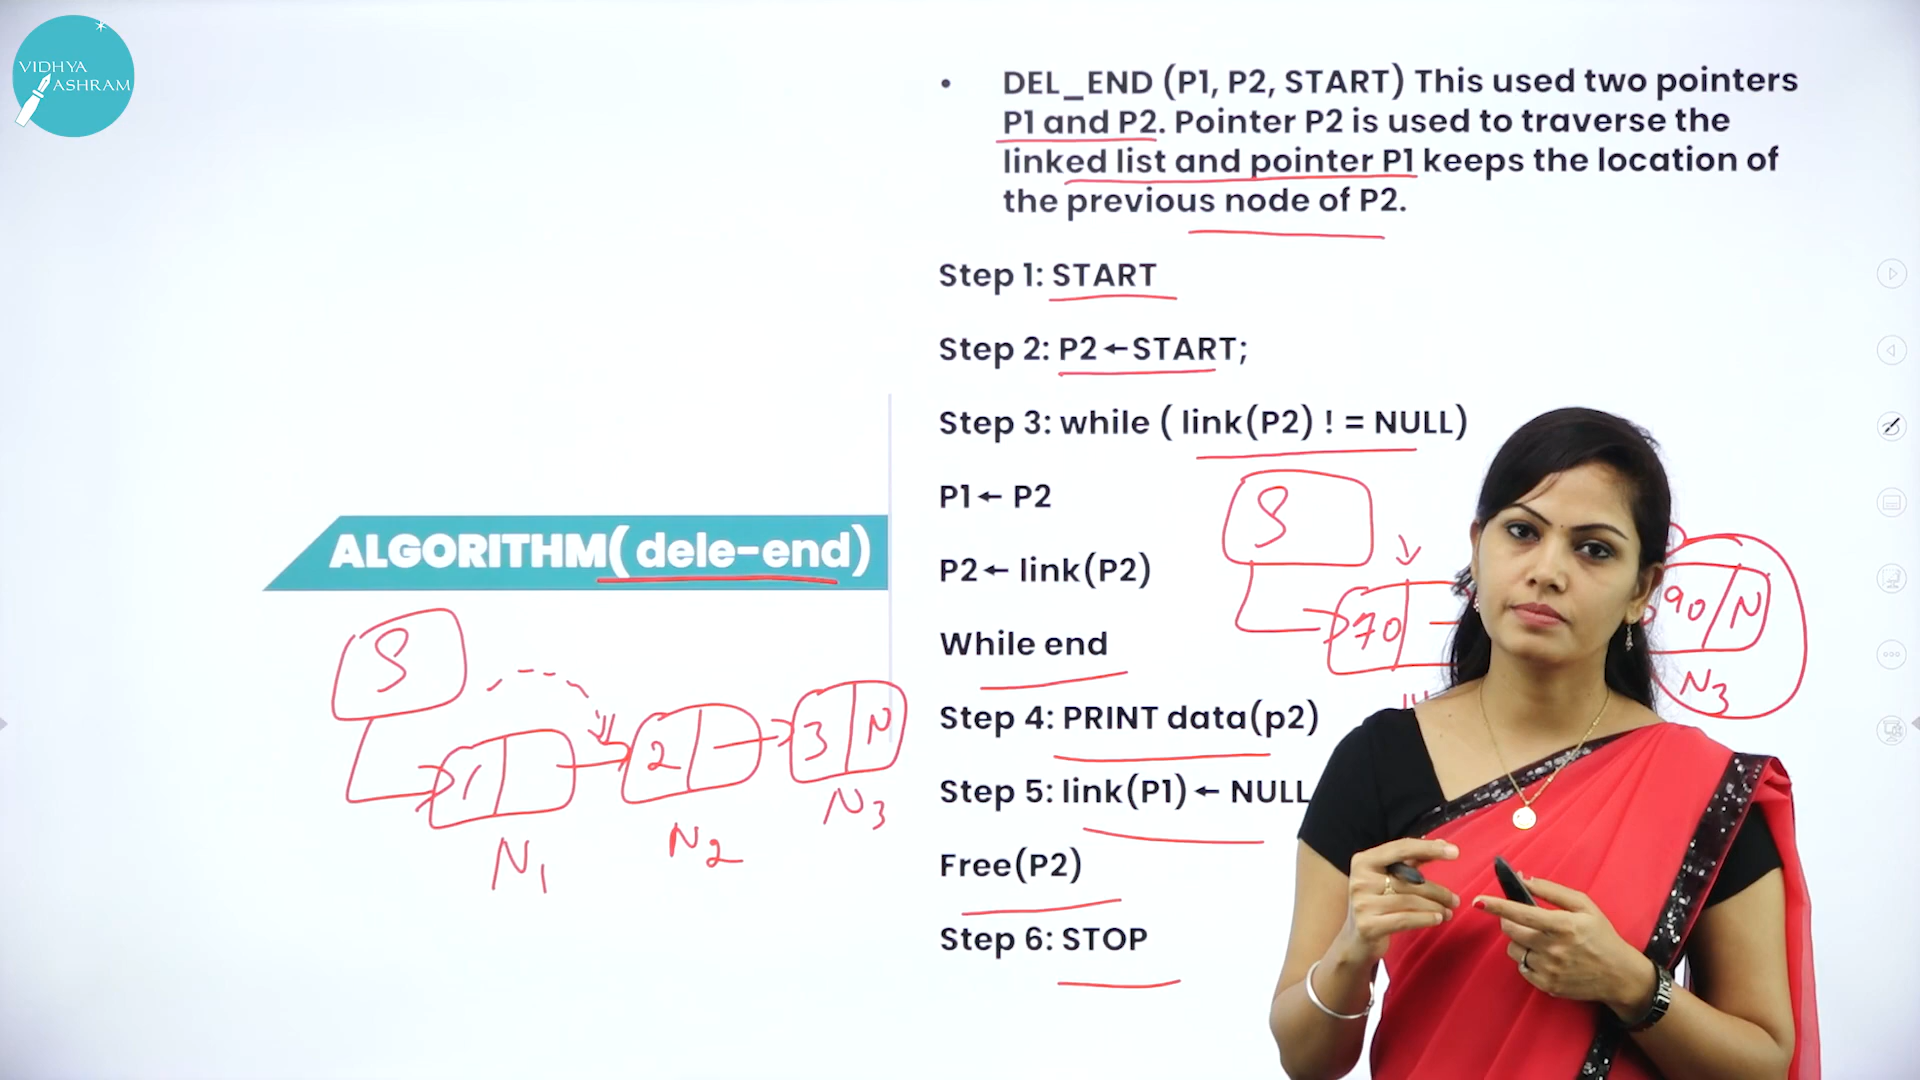 VIDHYA
ASHRAM
• DEL_END (P1, P2, START) This used two pointers
P1 and P2. Pointer P2 is used to traverse the
linked list and pointer P1 keeps the location of
the previous node of P2.
Step 1: START
Step 2: P2←START;
Step 3: while ( link(P2) ! = NULL)
P1← P2
P2← link(P2)
While end
Step 4: PRINT data(p2)
Step 5: link(P1)← NULL
Free(P2)
Step 6: STOP
ALGORITHM( dele-end)
S
1 2 3 N
N1 N2 N3
S
70 90 N
N3